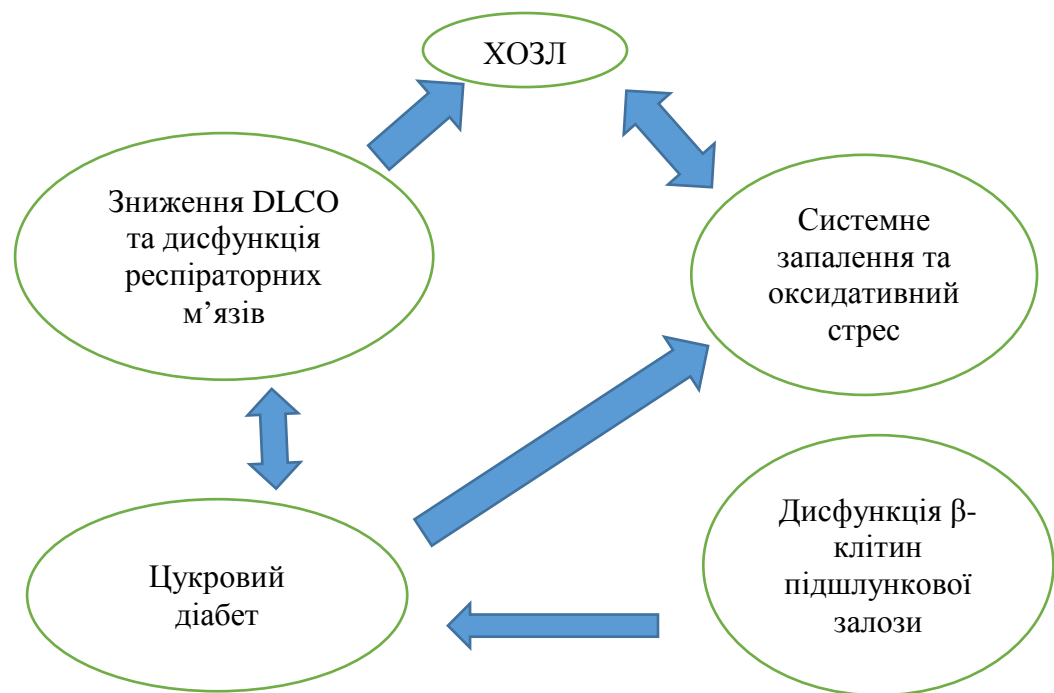 ХОЗЛ
Зниження DLCO
та дисфункція
респіраторних
м’язів
Системне
запалення та
оксидативний
стрес
Цукровий
діабет
Дисфункція β-
клітин
підшлункової
залози